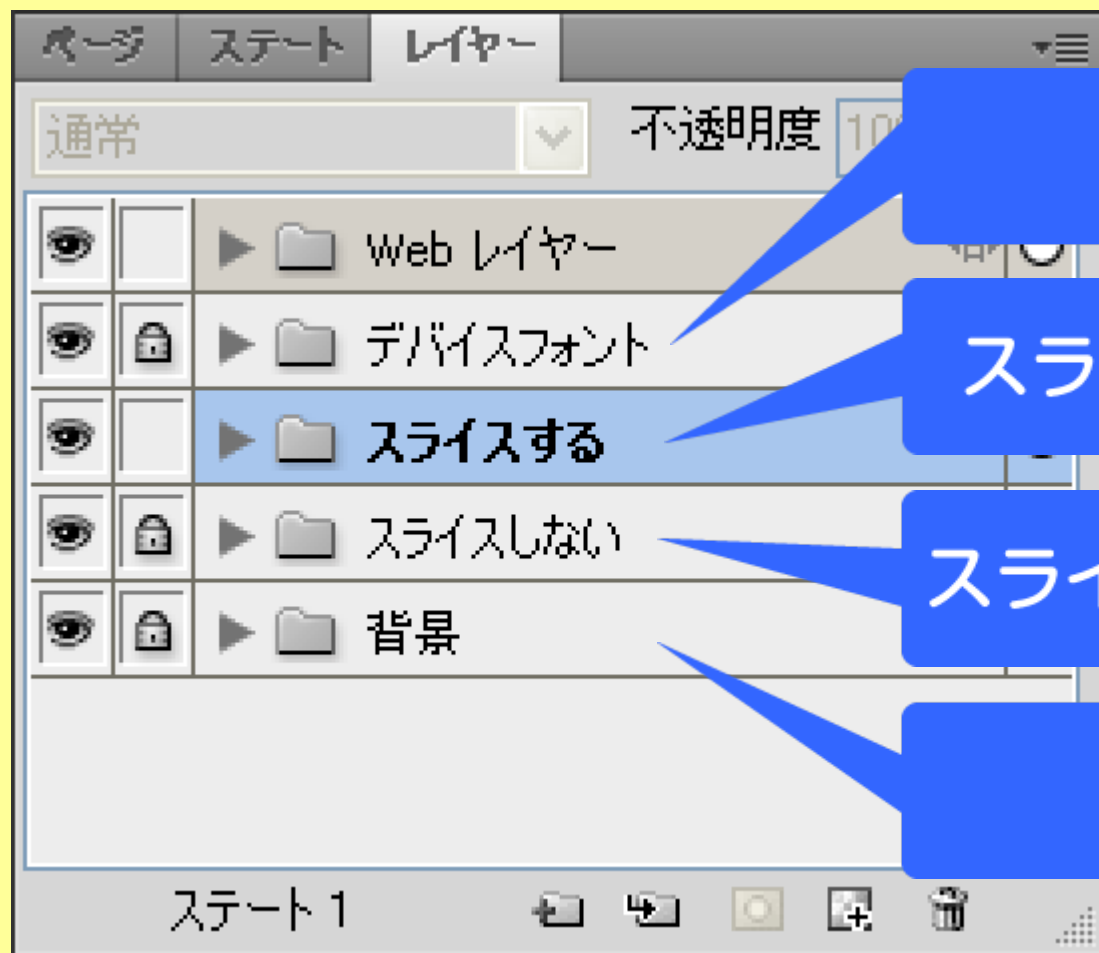 ページ ステート レイヤー
通常 不透明度 10
Web レイヤー
デバイスフォント
スライスする
スラ
スライスしない
スライ
背景
ステート 1